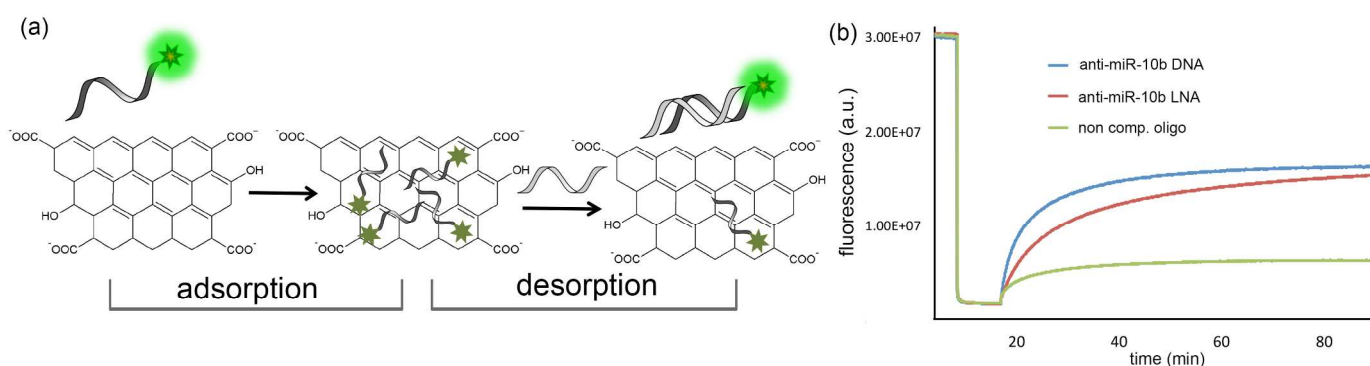 (a)
⁻OOC
COO⁻
OH
HO
⁻OOC
COO⁻
⁻OOC
COO⁻
OH
HO
⁻OOC
COO⁻
⁻OOC
COO⁻
OH
HO
⁻OOC
COO⁻
adsorption
desorption
(b)
3.00E+07
2.00E+07
1.00E+07
fluorescence (a.u.)
anti-miR-10b DNA
anti-miR-10b LNA
non comp. oligo
20 40 60 80
time (min)